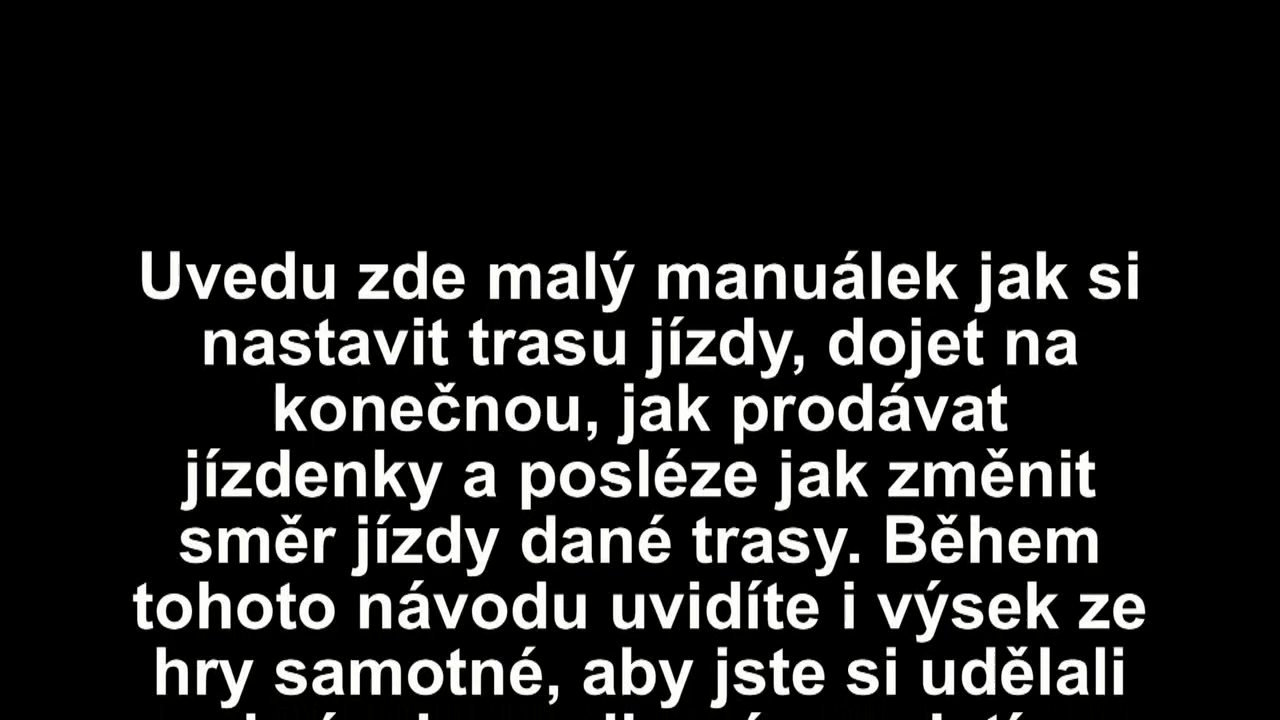 Uvedu zde malý manuálek jak si
nastavit trasu jízdy, dojet na
konečnou, jak prodávat
jízdenky a posléze jak změnit
směr jízdy dané trasy. Během
tohoto návodu uvidíte i výsek ze
hry samotné, aby jste si udělali